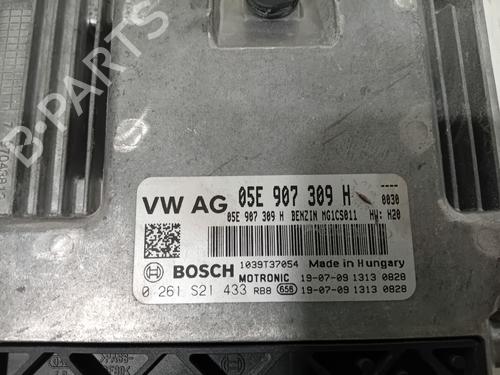 VW AG 05E 907 309 H ----
0030
05E 907 309 H BENZIN MG1CS011 HW: H20
BOSCH 1039T37054 Made in Hungary
MOTRONIC 19-07-09 1313 0828
0 261 S21 433 RB8 658 19-07-09 1313 0828